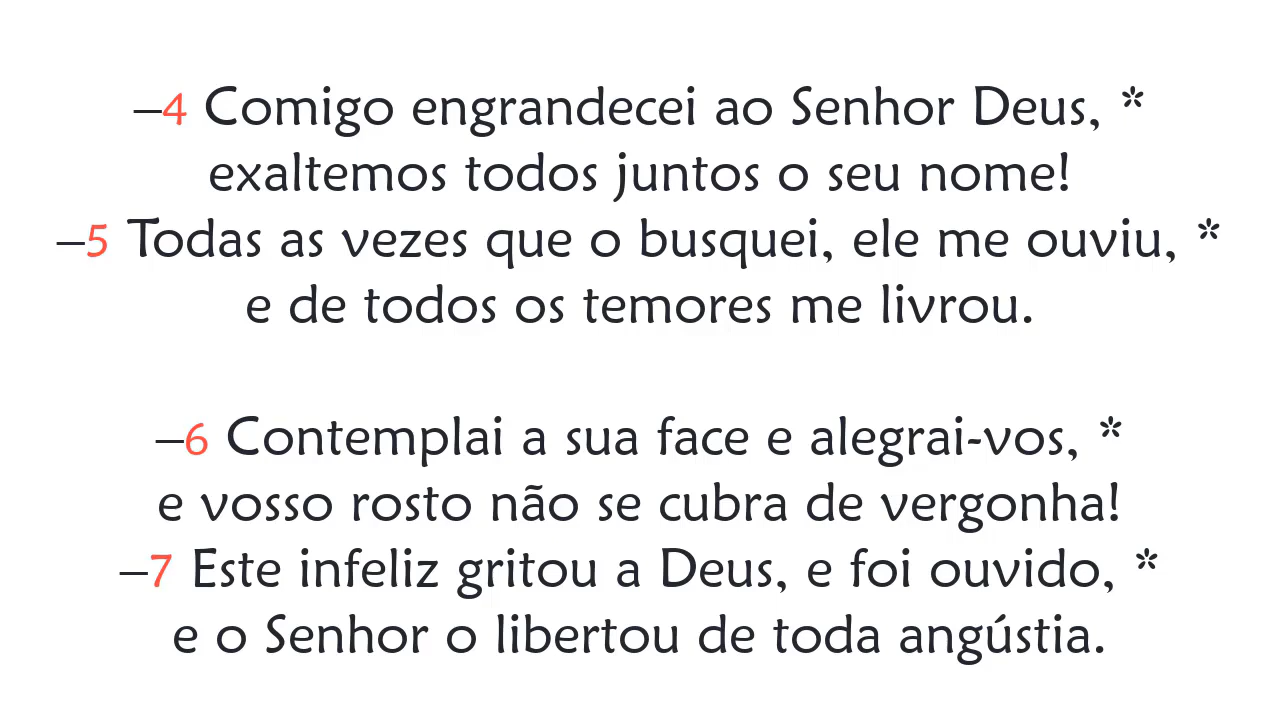 –4 Comigo engrandecei ao Senhor Deus, *
exaltemos todos juntos o seu nome!
–5 Todas as vezes que o busquei, ele me ouviu, *
e de todos os temores me livrou.
–6 Contemplai a sua face e alegrai-vos, *
e vosso rosto não se cubra de vergonha!
–7 Este infeliz gritou a Deus, e foi ouvido, *
e o Senhor o libertou de toda angústia.